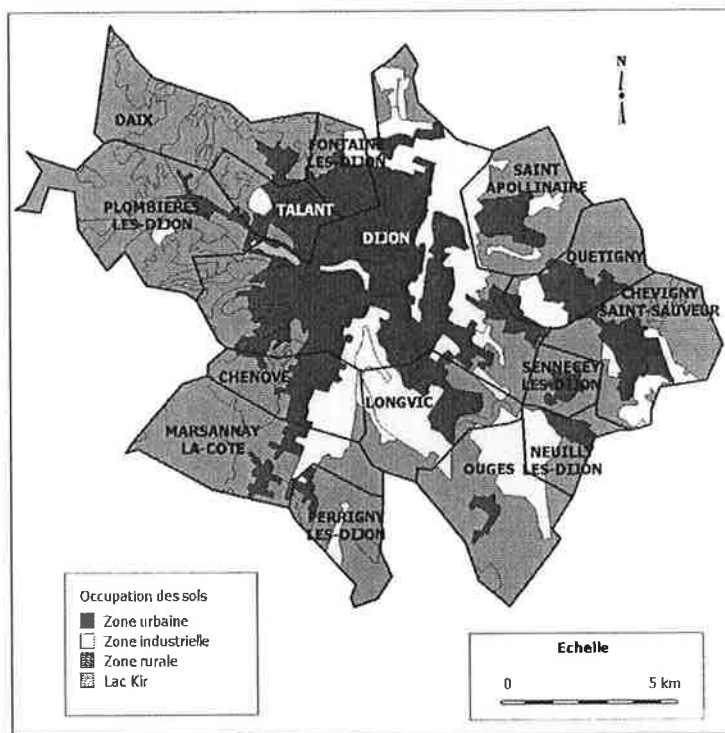 N
DAIX
FONTAINE
LES-DIJON
SAINT
APOLLINAIRE
PLOMBIERES
LES-DIJON
TALANT
DIJON
QUETIGNY
CHEVIGNY
SAINT-SAUVEUR
CHENOVE
SENNECEY
LES-DIJON
LONGVIC
MARSANNAY
LA-COTE
OUGES
NEUILLY
LES-DIJON
PERRIGNY
LES-DIJON
Occupation des sols
Zone urbaine
Zone industrielle
Zone rurale
Lac Kir
Echelle
0 5 km